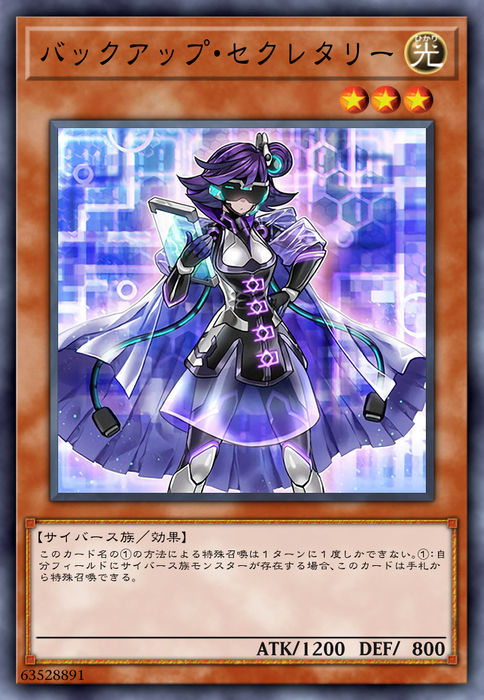 バックアップ・セクレタリー
ひかり
光
【サイバース族／効果】
このカード名の①の方法による特殊召喚は１ターンに１度しかできない。①：自
分フィールドにサイバース族モンスターが存在する場合、このカードは手札か
ら特殊召喚できる。
ATK/1200 DEF/ 800
63528891